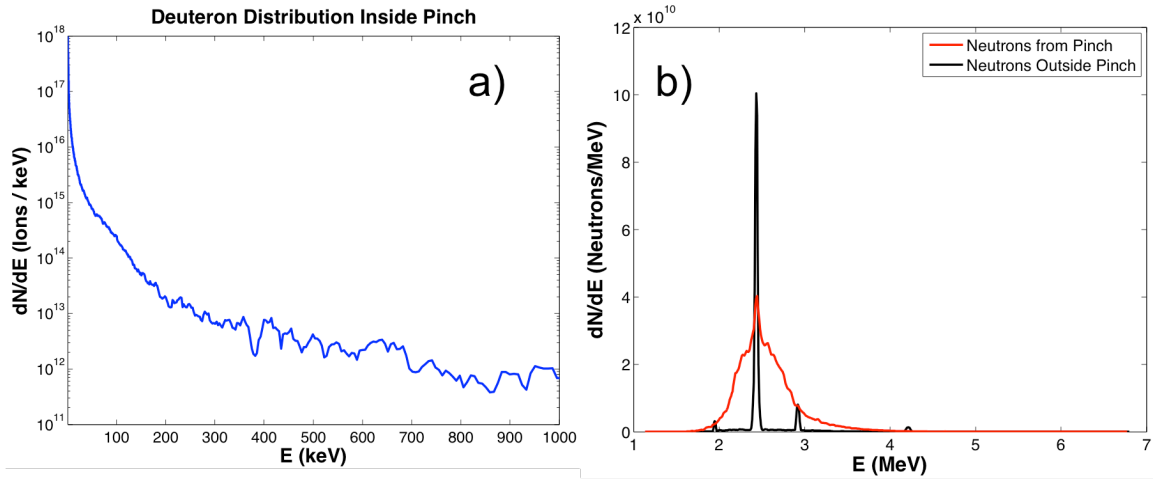 Deuteron Distribution Inside Pinch
a)
dN/dE (Ions / keV)
10^18
10^17
10^16
10^15
10^14
10^13
10^12
10^11
100 200 300 400 500 600 700 800 900 1000
E (keV)
x 10^10
b)
Neutrons from Pinch
Neutrons Outside Pinch
dN/dE (Neutrons/MeV)
12
10
8
6
4
2
0
1 2 3 4 5 6 7
E (MeV)